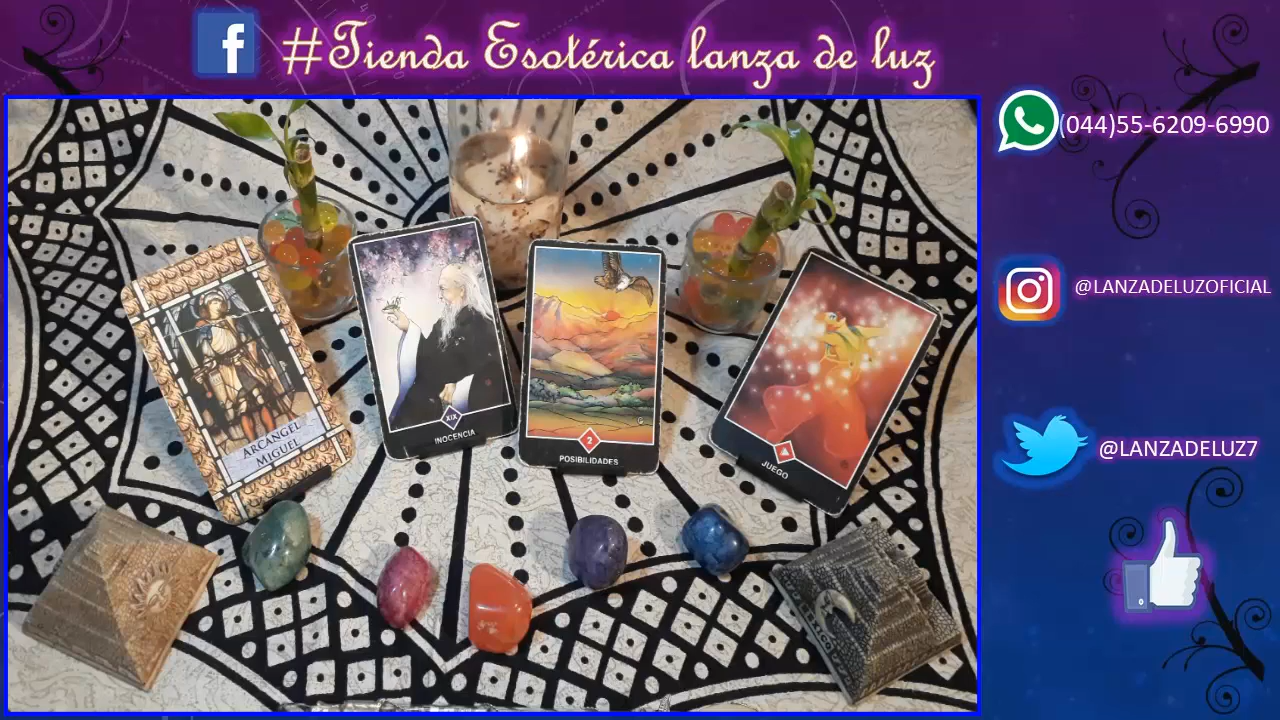 #Tienda Esotérica lanza de luz
(044)55-6209-6990
@LANZADELUZOFICIAL
@LANZADELUZ7
ARCANGEL
MIGUEL
XIX
INOCENCIA
2
POSIBILIDADES
JUEGO